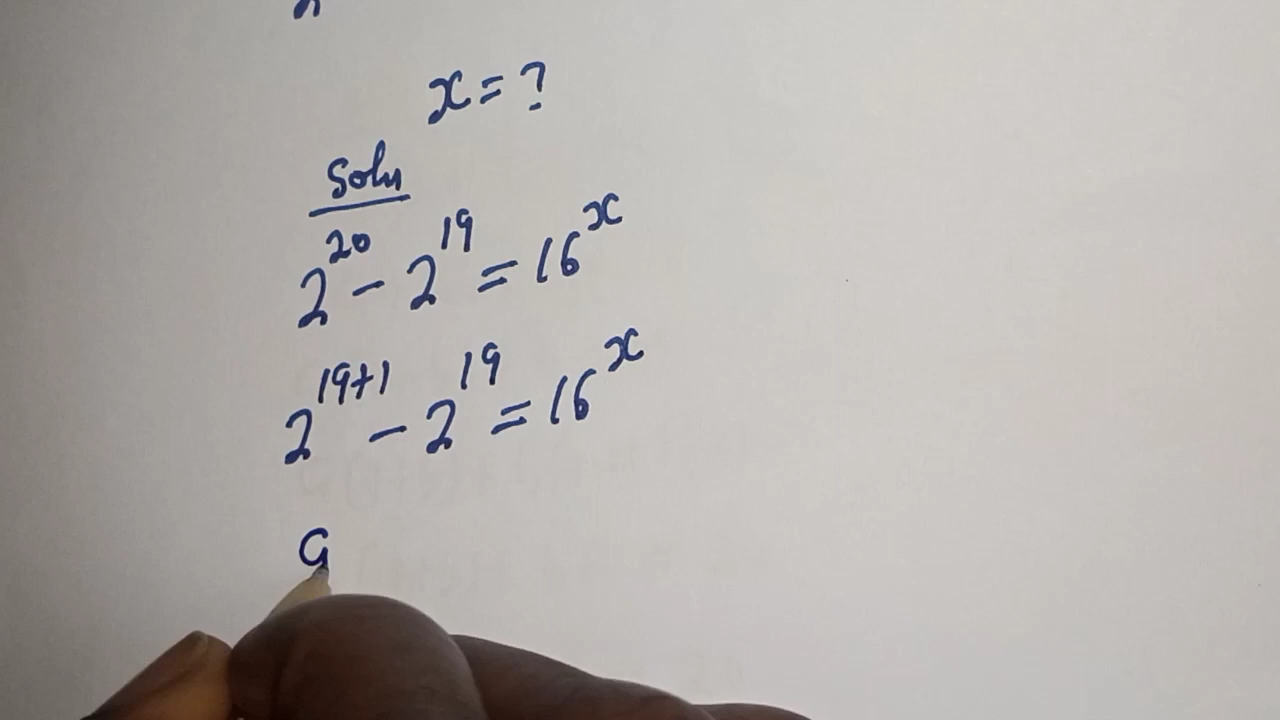 x = ?
Soln
2^20 - 2^19 = 16^x
2^19+1 - 2^19 = 16^x
a